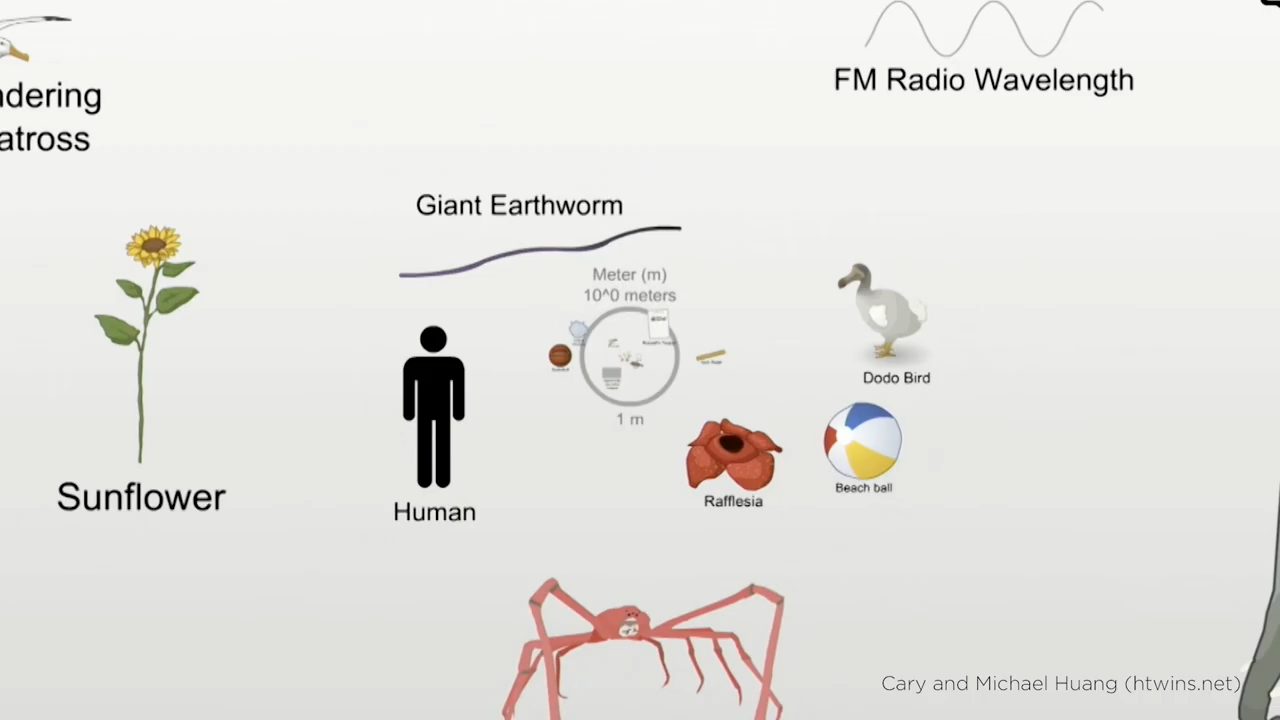 ndering
atross
FM Radio Wavelength
Giant Earthworm
Meter (m)
10^0 meters
1 m
Dodo Bird
Beach ball
Rafflesia
Sunflower
Human
Cary and Michael Huang (htwins.net)